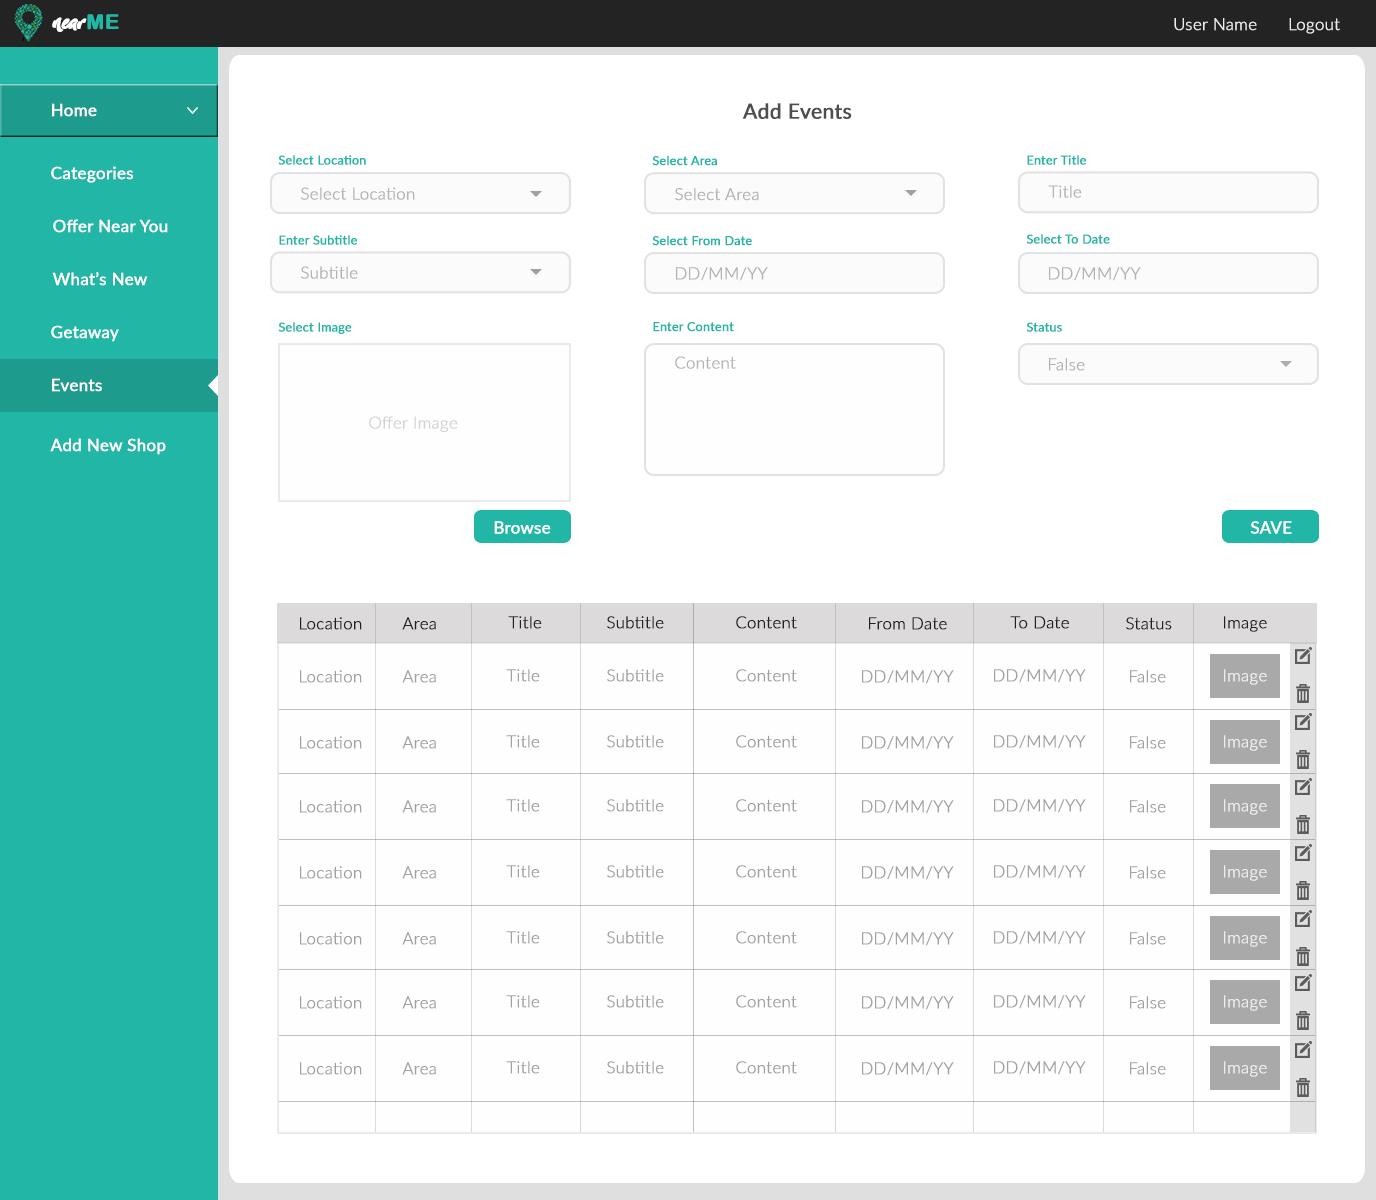 nearME
User Name Logout
Home
Categories
Offer Near You
What's New
Getaway
Events
Add New Shop
Add Events
Select Location Select Area Enter Title
Select Location Select Area Title
Enter Subtitle Select From Date Select To Date
Subtitle DD/MM/YY DD/MM/YY
Select Image Enter Content Status
Offer Image Content False
Browse SAVE
Location Area Title Subtitle Content From Date To Date Status Image
Location Area Title Subtitle Content DD/MM/YY DD/MM/YY False Image
Location Area Title Subtitle Content DD/MM/YY DD/MM/YY False Image
Location Area Title Subtitle Content DD/MM/YY DD/MM/YY False Image
Location Area Title Subtitle Content DD/MM/YY DD/MM/YY False Image
Location Area Title Subtitle Content DD/MM/YY DD/MM/YY False Image
Location Area Title Subtitle Content DD/MM/YY DD/MM/YY False Image
Location Area Title Subtitle Content DD/MM/YY DD/MM/YY False Image